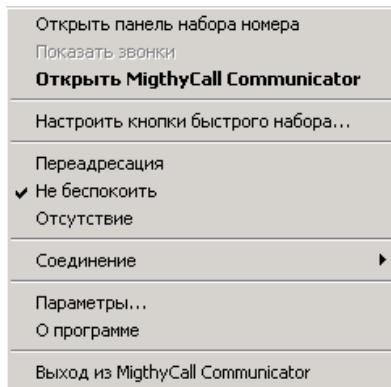 Открыть панель набора номера
Показать звонки
Открыть MigthyCall Communicator
Настроить кнопки быстрого набора...
Переадресация
Не беспокоить
Отсутствие
Соединение
Параметры...
О программе
Выход из MigthyCall Communicator